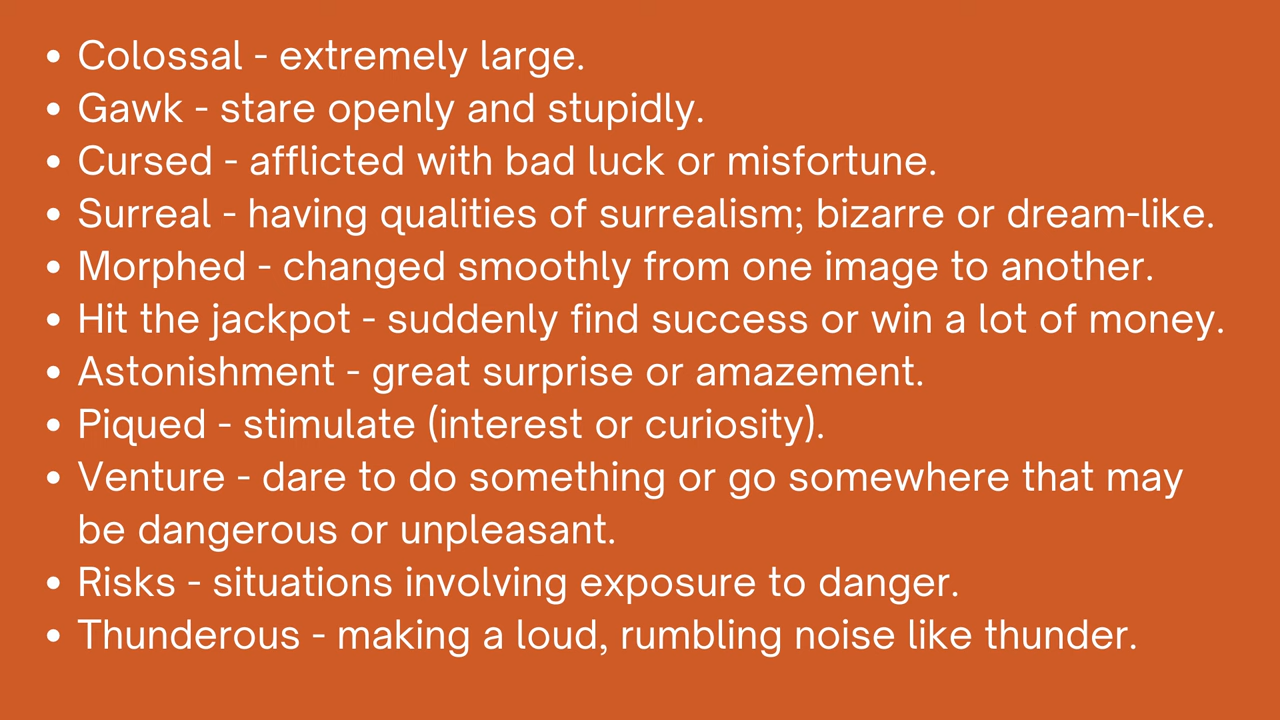 • Colossal - extremely large.
• Gawk - stare openly and stupidly.
• Cursed - afflicted with bad luck or misfortune.
• Surreal - having qualities of surrealism; bizarre or dream-like.
• Morphed - changed smoothly from one image to another.
• Hit the jackpot - suddenly find success or win a lot of money.
• Astonishment - great surprise or amazement.
• Piqued - stimulate (interest or curiosity).
• Venture - dare to do something or go somewhere that may
be dangerous or unpleasant.
• Risks - situations involving exposure to danger.
• Thunderous - making a loud, rumbling noise like thunder.